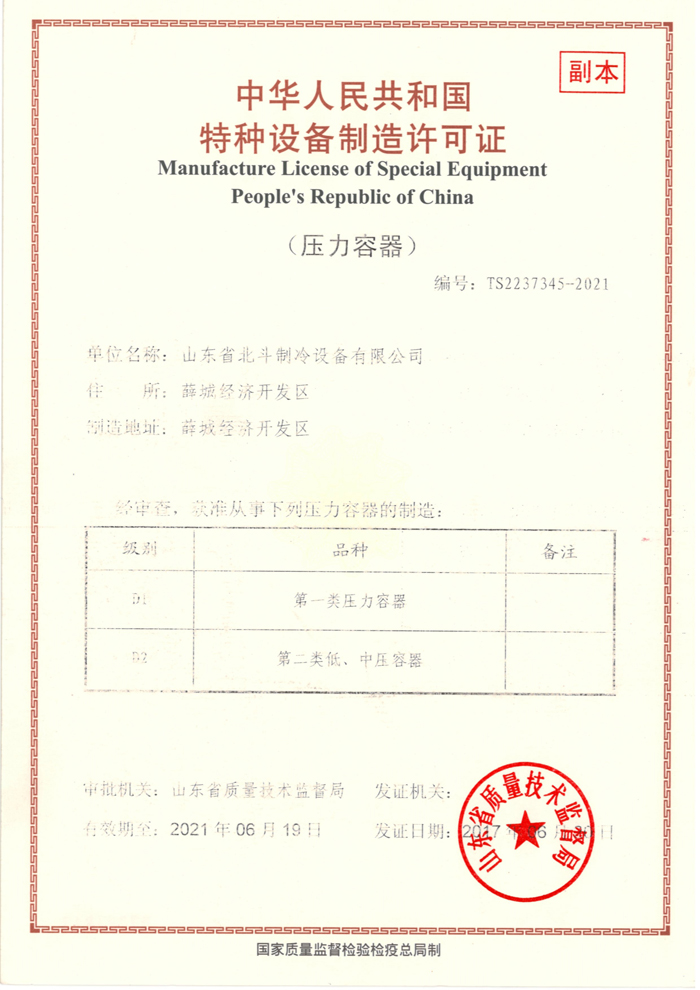 副本
中华人民共和国
特种设备制造许可证
Manufacture License of Special Equipment
People's Republic of China
（压力容器）
编号：TS2237345-2021
单位名称：山东省北斗制冷设备有限公司
住 所：薛城经济开发区
制造地址：薛城经济开发区
经审查，获准从事下列压力容器的制造：
级别 品种 备注
D1 第一类压力容器
D2 第二类低、中压容器
审批机关：山东省质量技术监督局 发证机关：
有效期至：2021 年 06 月 19 日 发证日期：2017 年 06 月 日
山东省质量技术监督局
国家质量监督检验检疫总局制